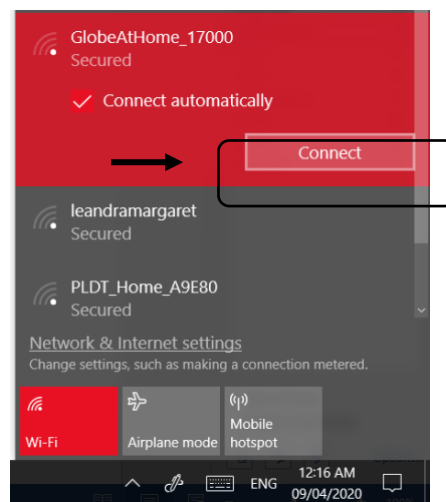 GlobeAtHome_17000
Secured
Connect automatically
Connect
leandramargaret
Secured
PLDT_Home_A9E80
Secured
Network & Internet settings
Change settings, such as making a connection metered.
Wi-Fi
Airplane mode
Mobile hotspot
ENG
12:16 AM
09/04/2020